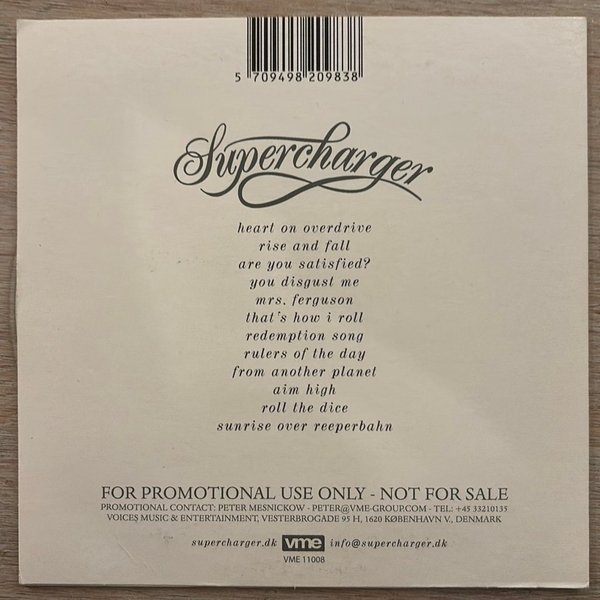 5 709498 209838
Supercharger
heart on overdrive
rise and fall
are you satisfied?
you disgust me
mrs. ferguson
that's how i roll
redemption song
rulers of the day
from another planet
aim high
roll the dice
sunrise over reeperbahn
FOR PROMOTIONAL USE ONLY - NOT FOR SALE
PROMOTIONAL CONTACT: PETER MESNICKOW - PETER@VME-GROUP.COM - TEL: +45 33210135
VOICES MUSIC & ENTERTAINMENT, VESTERBROGADE 95 H, 1620 KØBENHAVN V., DENMARK
supercharger.dk vme info@supercharger.dk
VME 11008